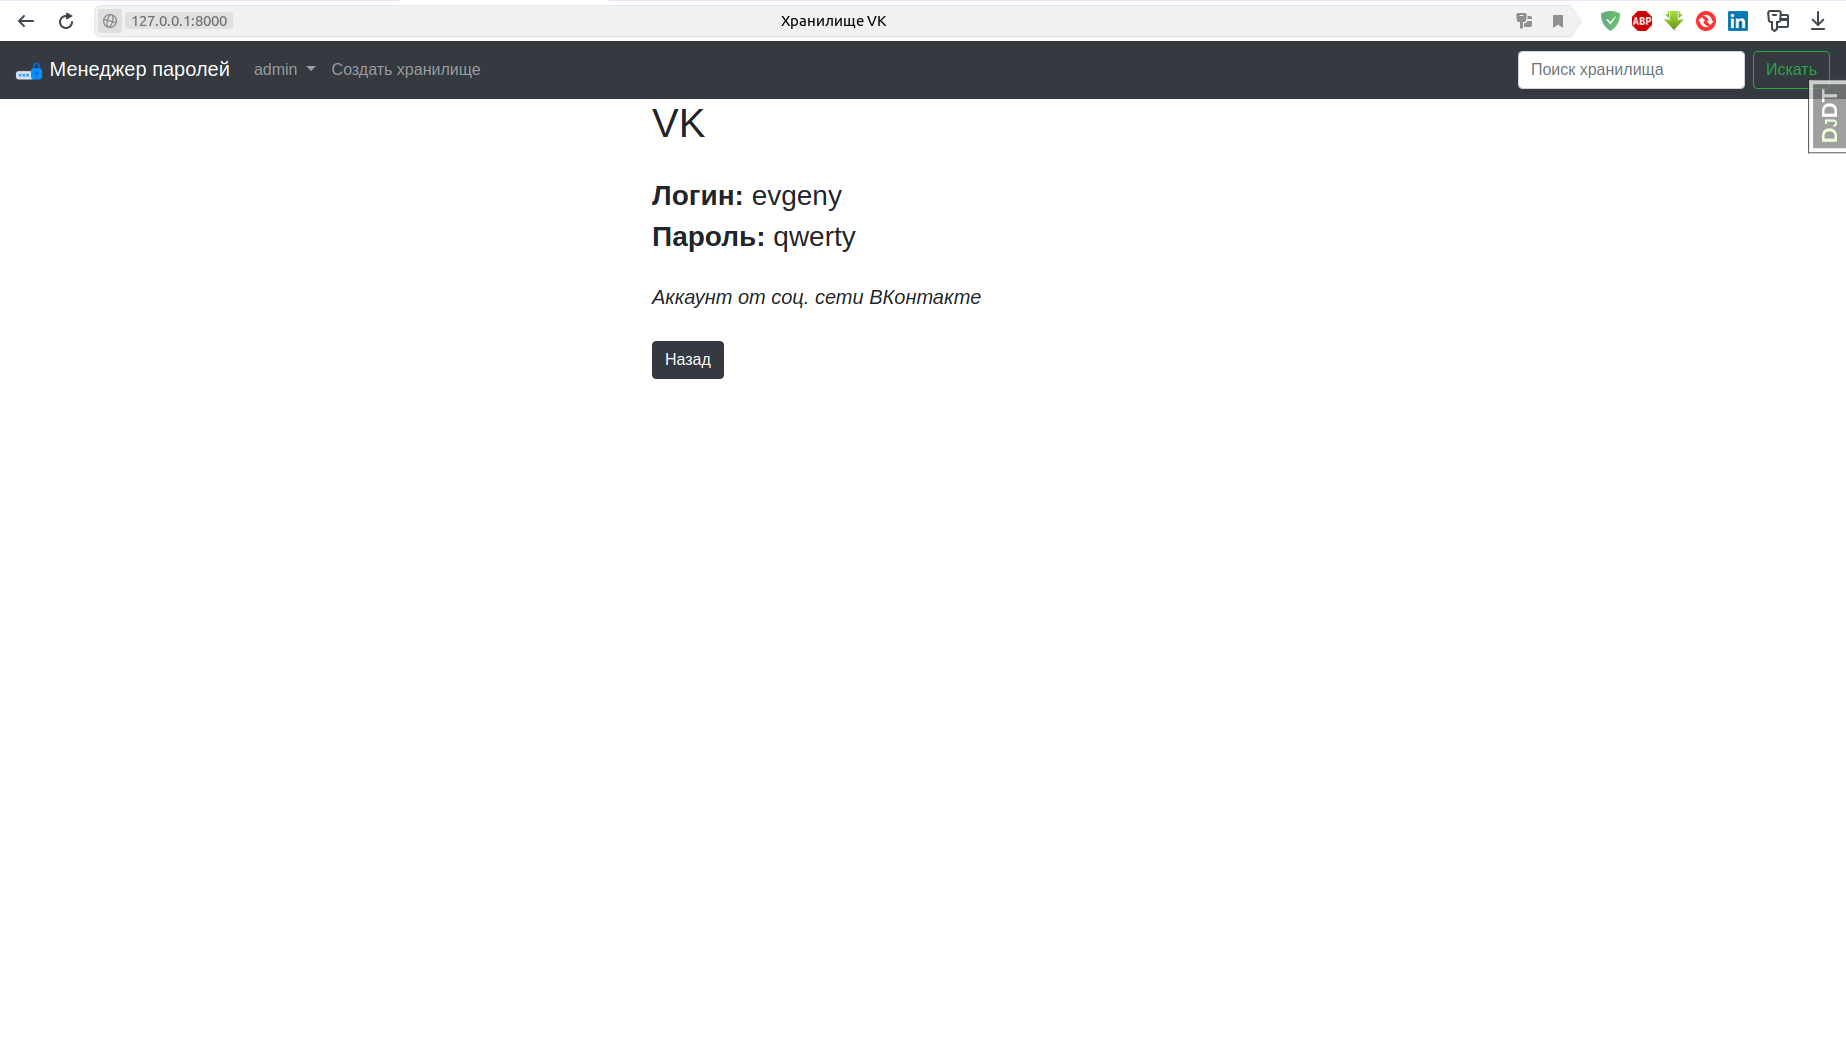 127.0.0.1:8000 Хранилище VK ABP in
Менеджер паролей admin Создать хранилище Поиск хранилища Искать
DJDT
VK
Логин: evgeny
Пароль: qwerty
Аккаунт от соц. сети ВКонтакте
Назад